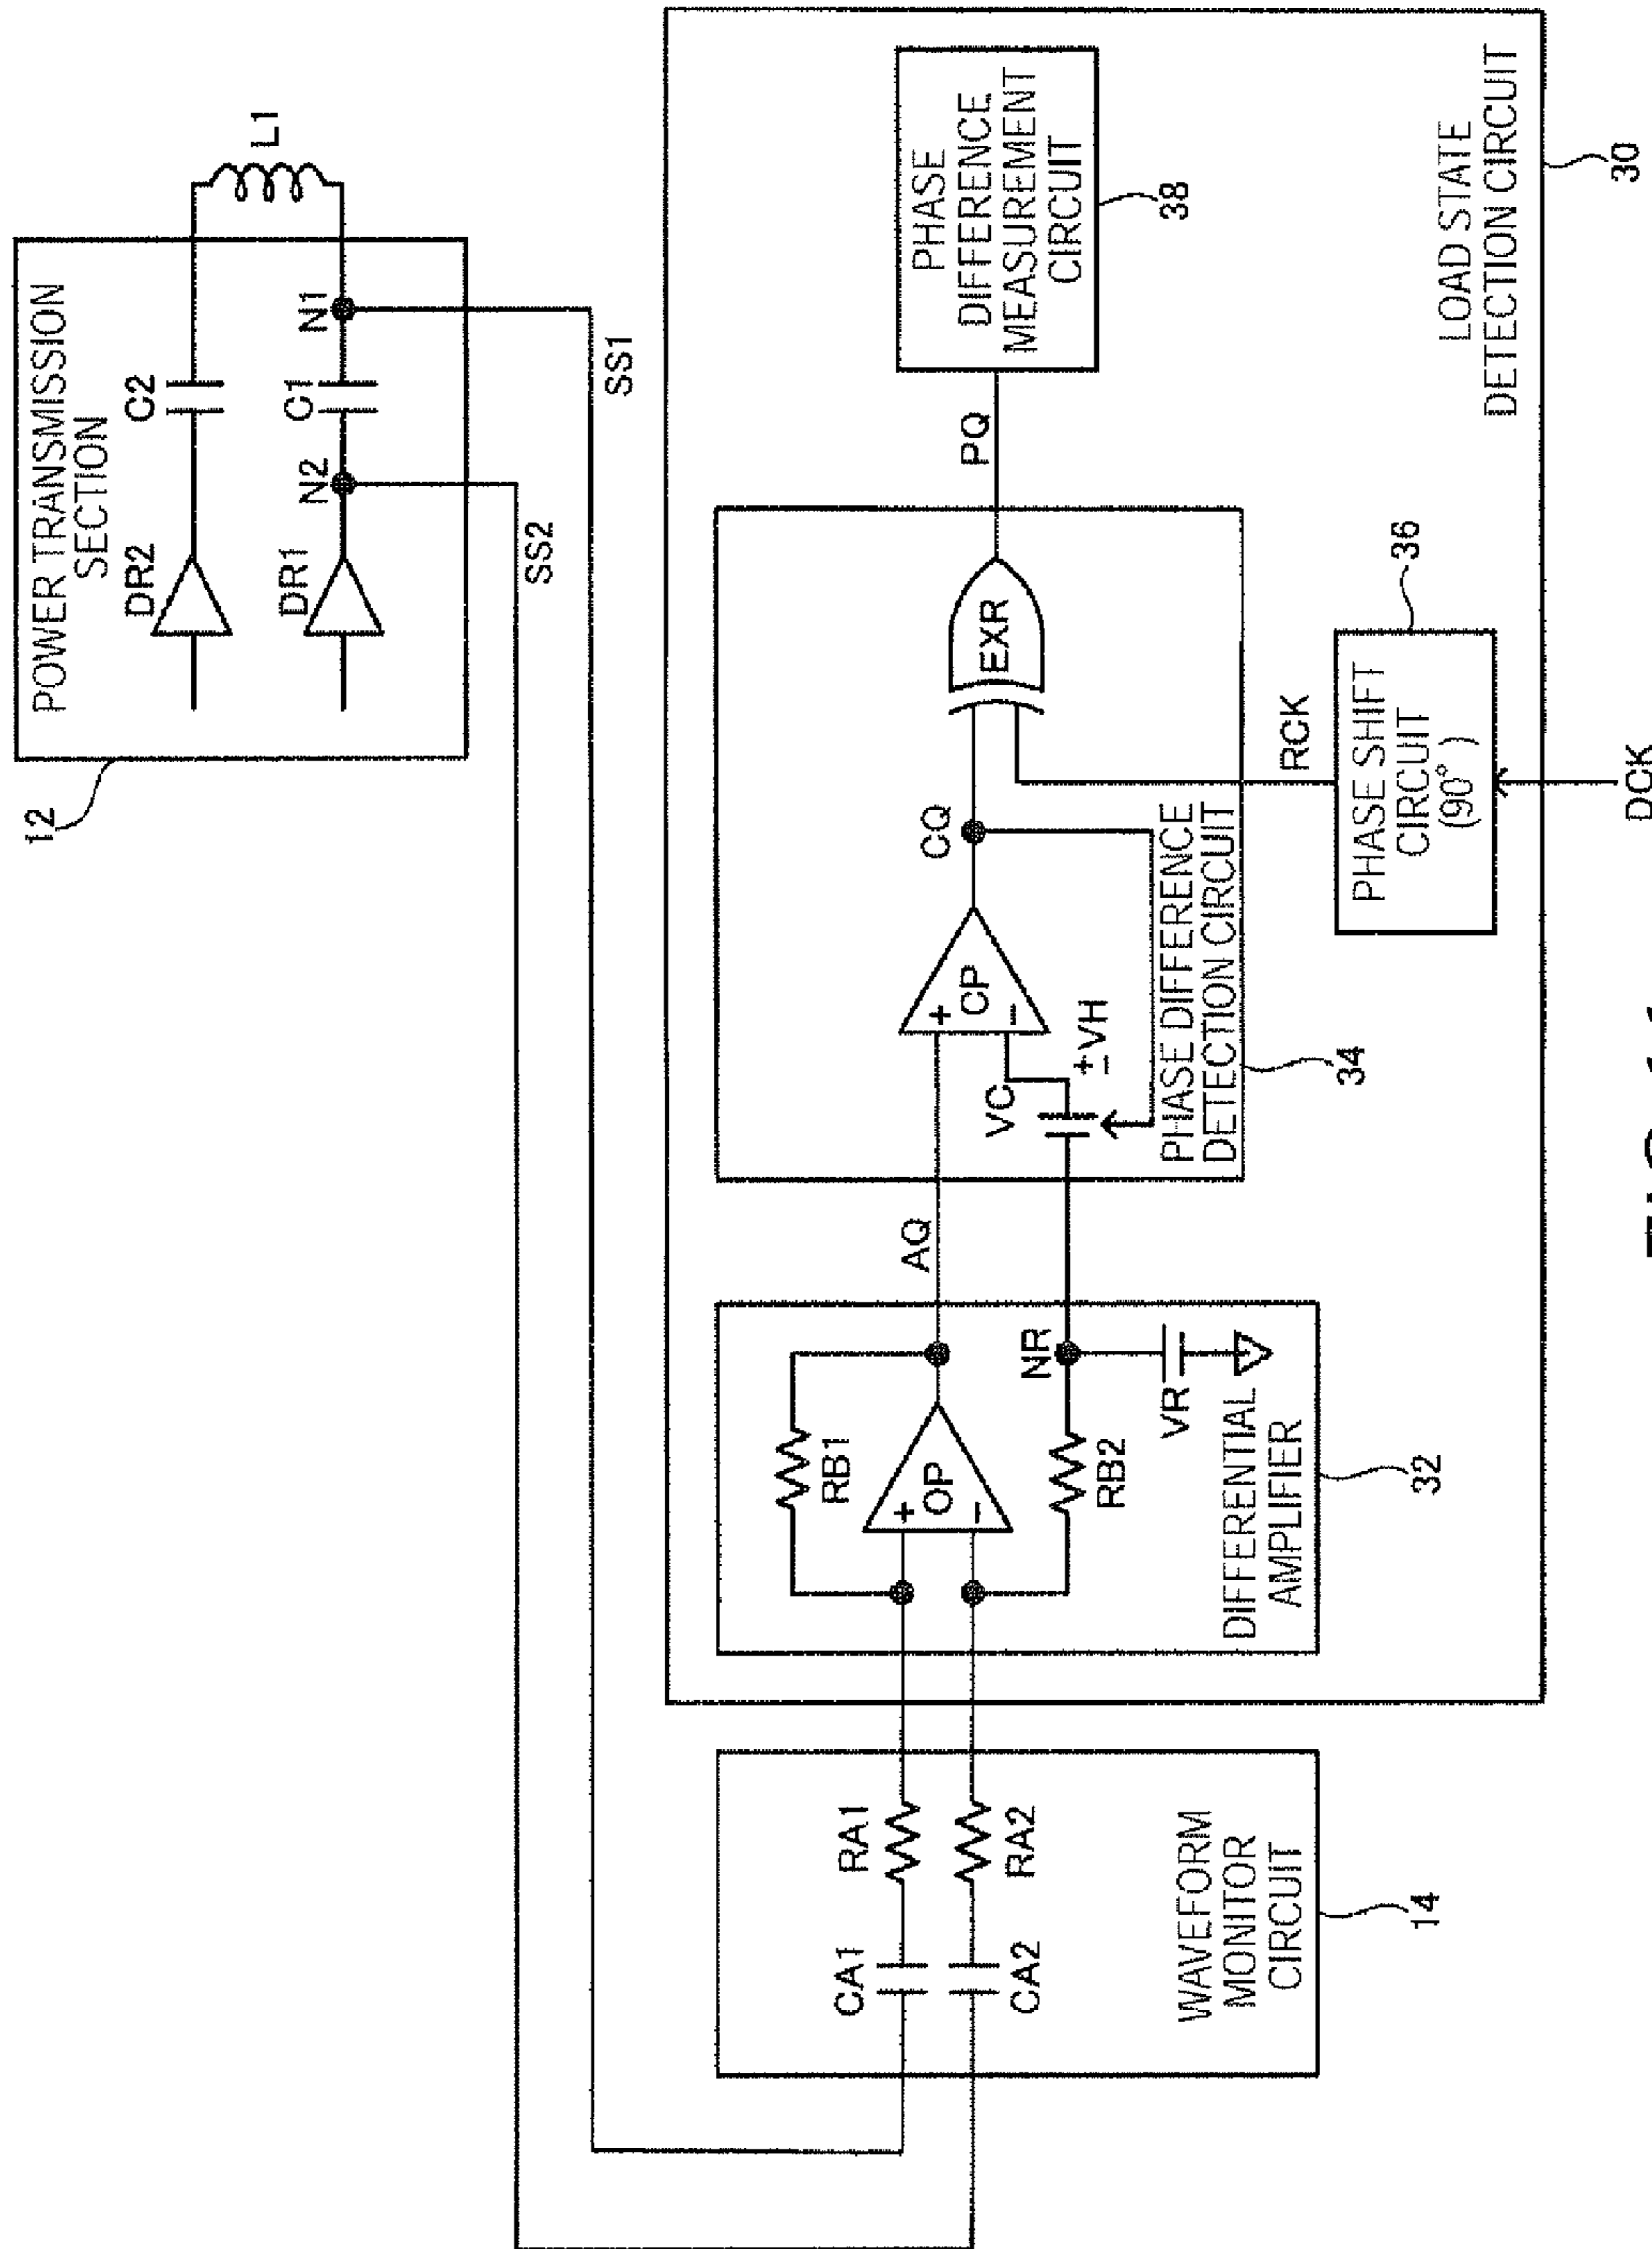 12
POWER TRANSMISSION
SECTION
DR2
C2
DR1
N2
C1
N1
L1
SS2
SS1
CA1
RA1
CA2
RA2
WAVEFORM
MONITOR
CIRCUIT
14
RB1
+
OP
−
RB2
NR
VR
DIFFERENTIAL
AMPLIFIER
32
AQ
+
CP
−
VC
±VH
CQ
EXR
PHASE DIFFERENCE
DETECTION CIRCUIT
34
RCK
PQ
PHASE
DIFFERENCE
MEASUREMENT
CIRCUIT
38
PHASE SHIFT
CIRCUIT
(90°)
36
DCK
LOAD STATE
DETECTION CIRCUIT
30